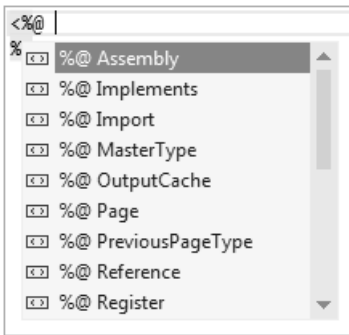 <%@
%
%@ Assembly
%@ Implements
%@ Import
%@ MasterType
%@ OutputCache
%@ Page
%@ PreviousPageType
%@ Reference
%@ Register